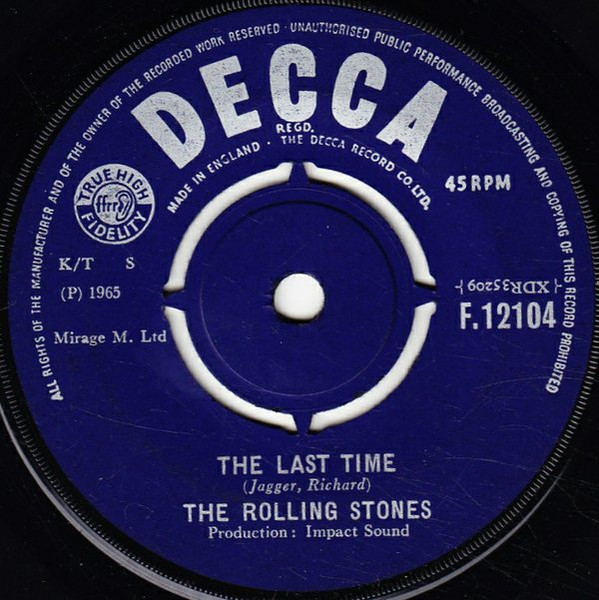 ALL RIGHTS OF THE MANUFACTURER AND OF THE OWNER OF THE RECORDED WORK RESERVED · UNAUTHORISED PUBLIC PERFORMANCE BROADCASTING AND COPYING OF THIS RECORD PROHIBITED
DECCA
REGD.
MADE IN ENGLAND · THE DECCA RECORD CO. LTD.
TRUE HIGH
ffrr
FIDELITY
45 RPM
K/T S
(P) 1965
{ XDR35209 }
F.12104
Mirage M. Ltd
THE LAST TIME
(Jagger, Richard)
THE ROLLING STONES
Production: Impact Sound